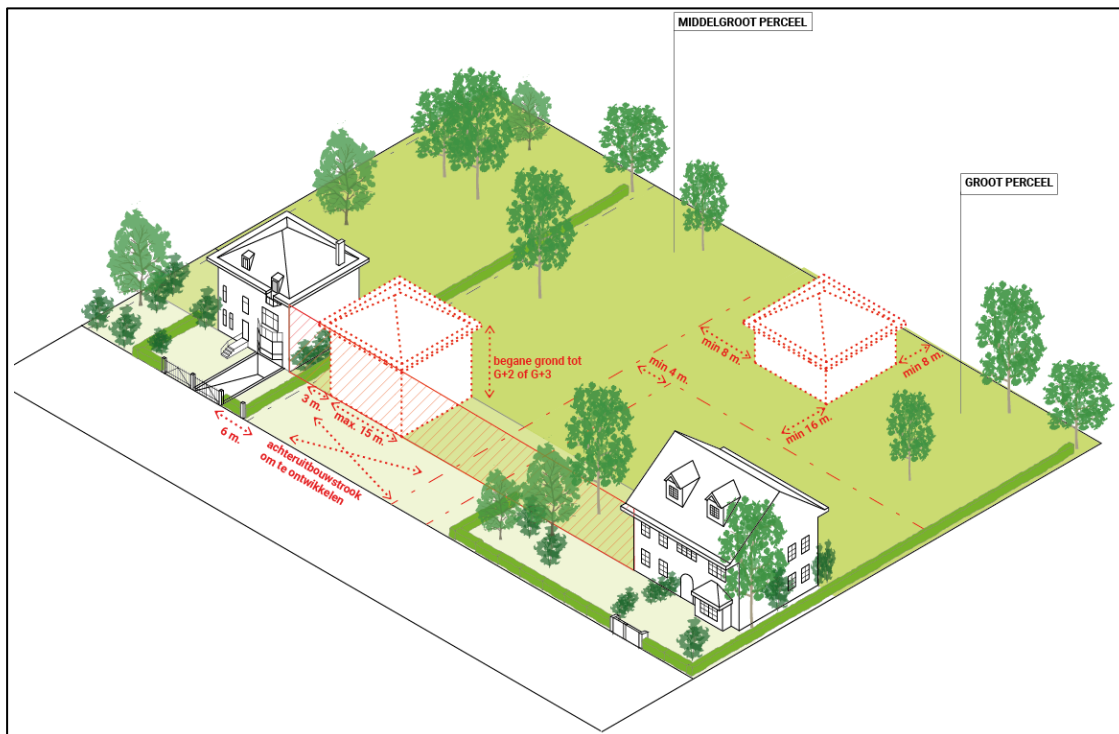 MIDDELGROOT PERCEEL
GROOT PERCEEL
begane grond tot
G+2 of G+3
min 8 m.
min 8 m.
min 4 m.
min 16 m.
3 m.
max. 15 m.
6 m.
achteruitbouwstrook
om te ontwikkelen